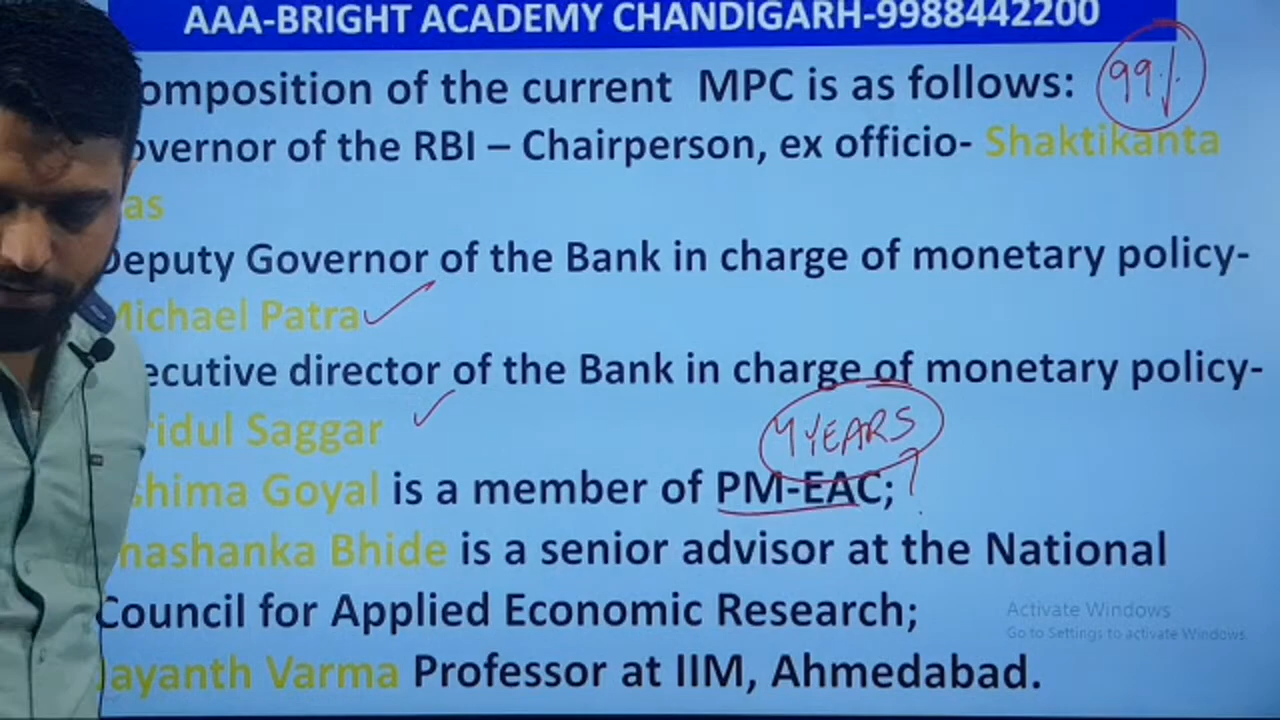 AAA-BRIGHT ACADEMY CHANDIGARH-9988442200
omposition of the current MPC is as follows: 99%
overnor of the RBI – Chairperson, ex officio- Shaktikanta
as
Deputy Governor of the Bank in charge of monetary policy-
Michael Patra
ecutive director of the Bank in charge of monetary policy-
ridul Saggar
4 YEARS
shima Goyal is a member of PM-EAC; ?
hashanka Bhide is a senior advisor at the National
Council for Applied Economic Research;
Activate Windows
Go to Settings to activate Windows.
Jayanth Varma Professor at IIM, Ahmedabad.